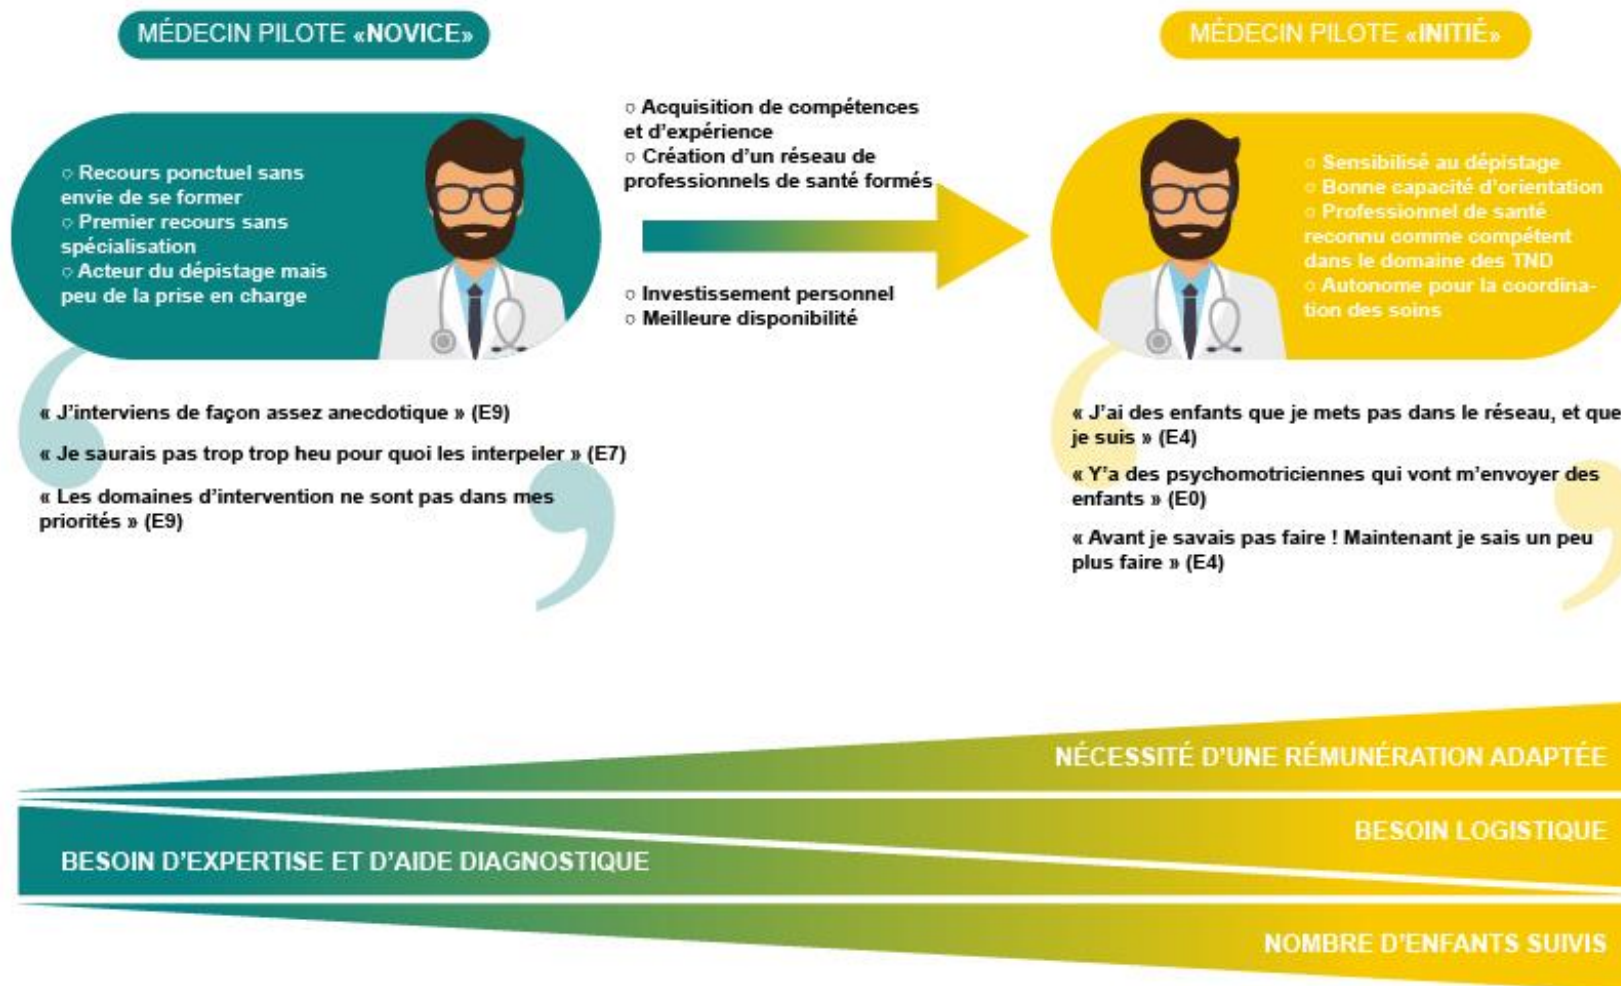 MÉDECIN PILOTE «NOVICE»
○ Recours ponctuel sans
envie de se former
○ Premier recours sans
spécialisation
○ Acteur du dépistage mais
peu de la prise en charge
« J'interviens de façon assez anecdotique » (E9)
« Je saurais pas trop trop heu pour quoi les interpeler » (E7)
« Les domaines d'intervention ne sont pas dans mes
priorités » (E9)
○ Acquisition de compétences
et d'expérience
○ Création d'un réseau de
professionnels de santé formés
○ Investissement personnel
○ Meilleure disponibilité
MÉDECIN PILOTE «INITIÉ»
○ Sensibilisé au dépistage
○ Bonne capacité d'orientation
○ Professionnel de santé
reconnu comme compétent
dans le domaine des TND
○ Autonome pour la coordina-
tion des soins
« J'ai des enfants que je mets pas dans le réseau, et que
je suis » (E4)
« Y'a des psychomotriciennes qui vont m'envoyer des
enfants » (E0)
« Avant je savais pas faire ! Maintenant je sais un peu
plus faire » (E4)
NÉCESSITÉ D'UNE RÉMUNÉRATION ADAPTÉE
BESOIN LOGISTIQUE
BESOIN D'EXPERTISE ET D'AIDE DIAGNOSTIQUE
NOMBRE D'ENFANTS SUIVIS